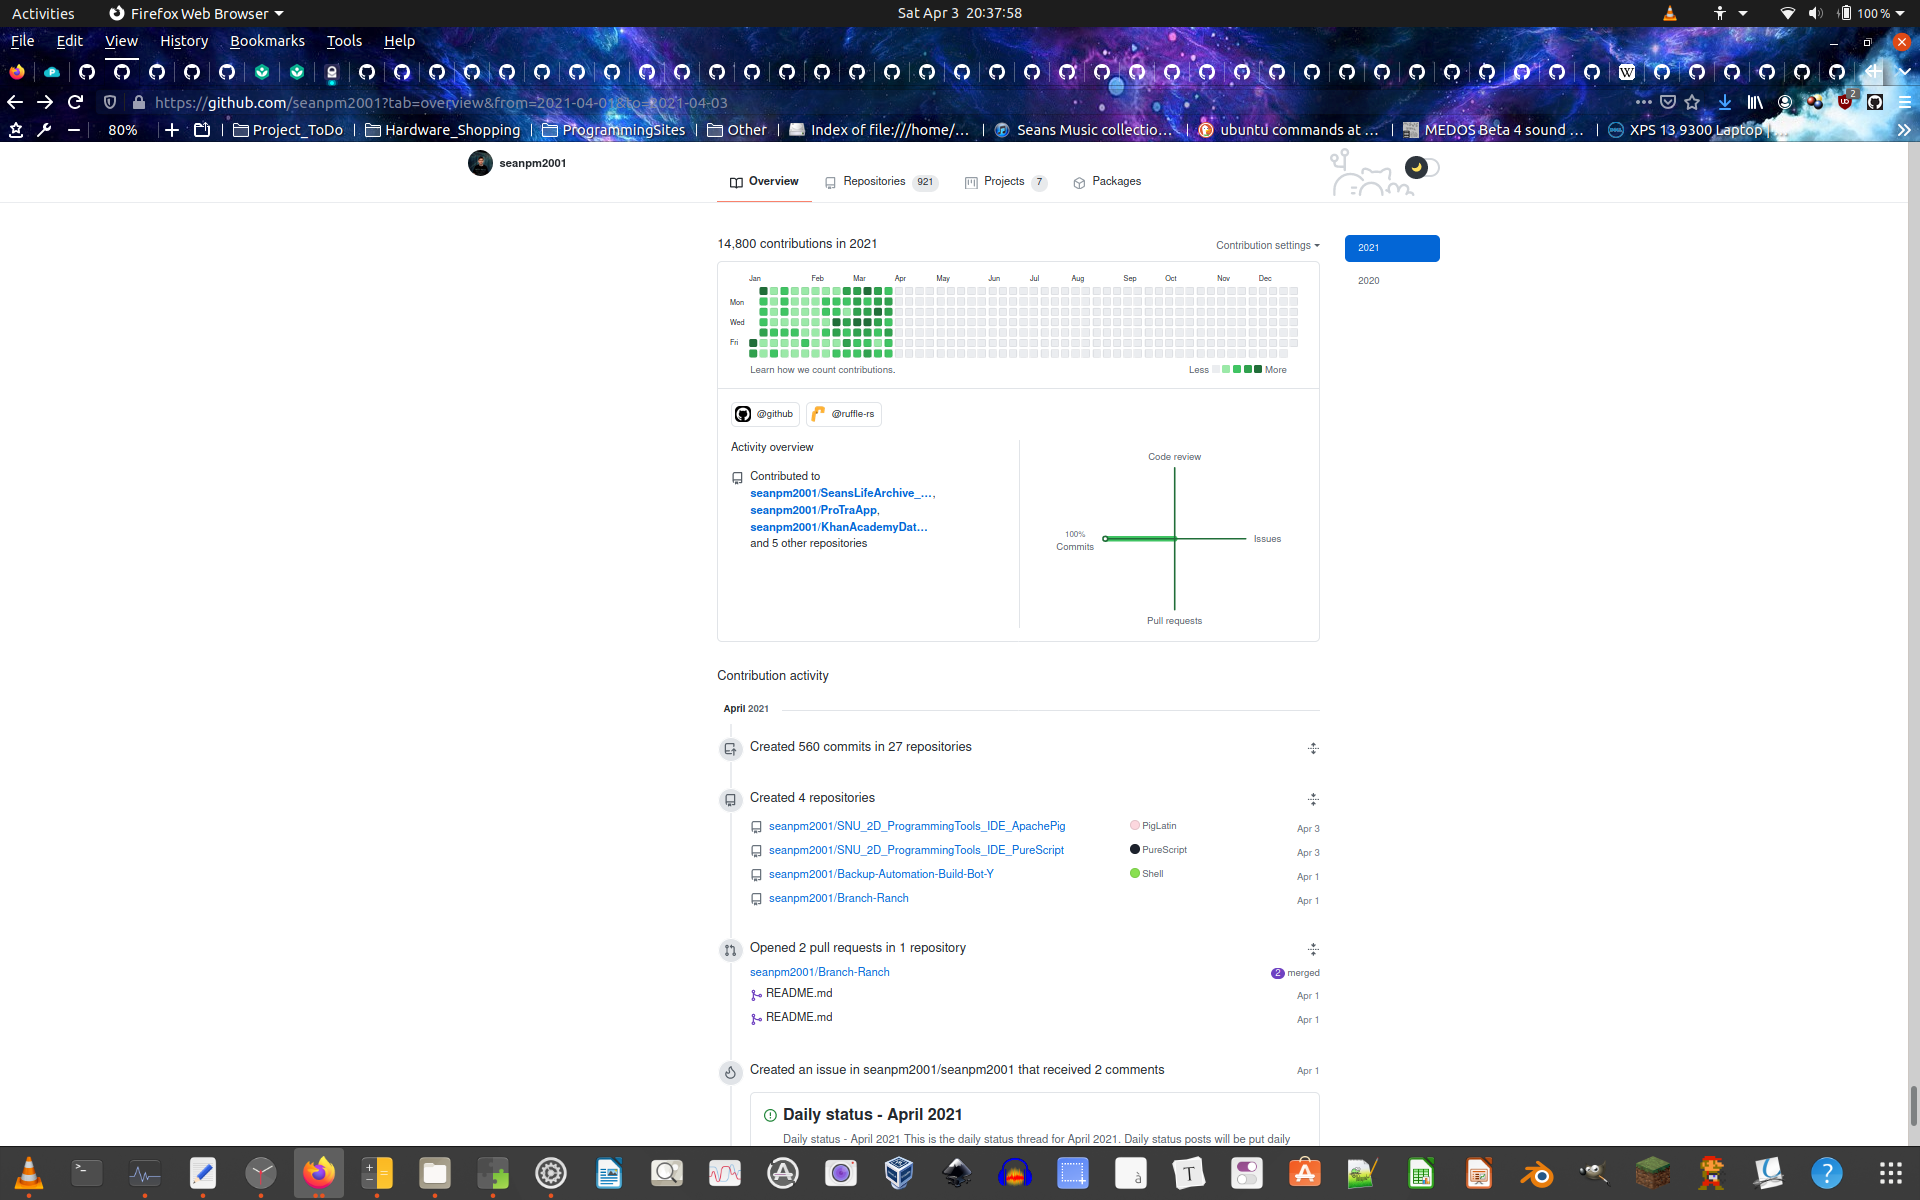 Activities
Firefox Web Browser
Sat Apr 3 20:37:58
100 %
File Edit View History Bookmarks Tools Help
https://github.com/seanpm2001?tab=overview&from=2021-04-01&to=2021-04-03
2
80%
Project_ToDo
Hardware_Shopping
ProgrammingSites
Other
Index of file:///home/...
Seans Music collectio...
ubuntu commands at ...
MEDOS Beta 4 sound ...
XPS 13 9300 Laptop | ...
seanpm2001
Overview
Repositories 921
Projects 7
Packages
14,800 contributions in 2021
Contribution settings
2021
2020
Jan Feb Mar Apr May Jun Jul Aug Sep Oct Nov Dec
Mon
Wed
Fri
Learn how we count contributions.
Less More
@github
@ruffle-rs
Activity overview
Contributed to
seanpm2001/SeansLifeArchive_...,
seanpm2001/ProTraApp,
seanpm2001/KhanAcademyDat...
and 5 other repositories
Code review
100%
Commits
Issues
Pull requests
Contribution activity
April 2021
Created 560 commits in 27 repositories
Created 4 repositories
seanpm2001/SNU_2D_ProgrammingTools_IDE_ApachePig PigLatin Apr 3
seanpm2001/SNU_2D_ProgrammingTools_IDE_PureScript PureScript Apr 3
seanpm2001/Backup-Automation-Build-Bot-Y Shell Apr 1
seanpm2001/Branch-Ranch Apr 1
Opened 2 pull requests in 1 repository
seanpm2001/Branch-Ranch 2 merged
README.md Apr 1
README.md Apr 1
Created an issue in seanpm2001/seanpm2001 that received 2 comments Apr 1
Daily status - April 2021
Daily status - April 2021 This is the daily status thread for April 2021. Daily status posts will be put daily